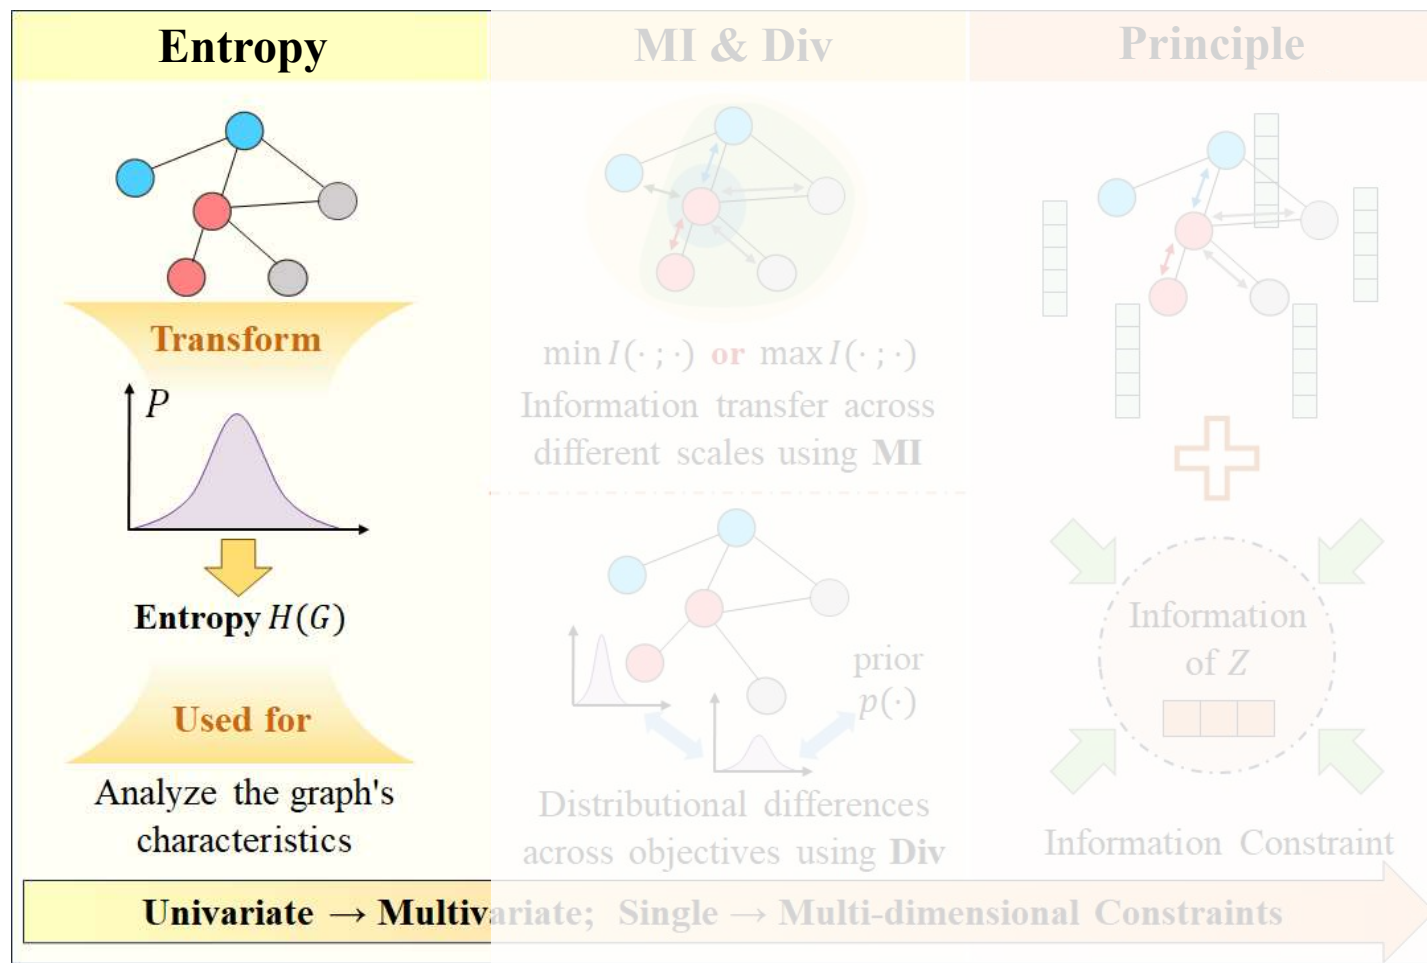 Entropy
Transform
P
Entropy H(G)
Used for
Analyze the graph's
characteristics
MI & Div
min I(· ; ·) or max I(· ; ·)
Information transfer across
different scales using MI
prior
p(·)
Distributional differences
across objectives using Div
Principle
Information
of Z
Information Constraint
Univariate → Multivariate; Single → Multi-dimensional Constraints